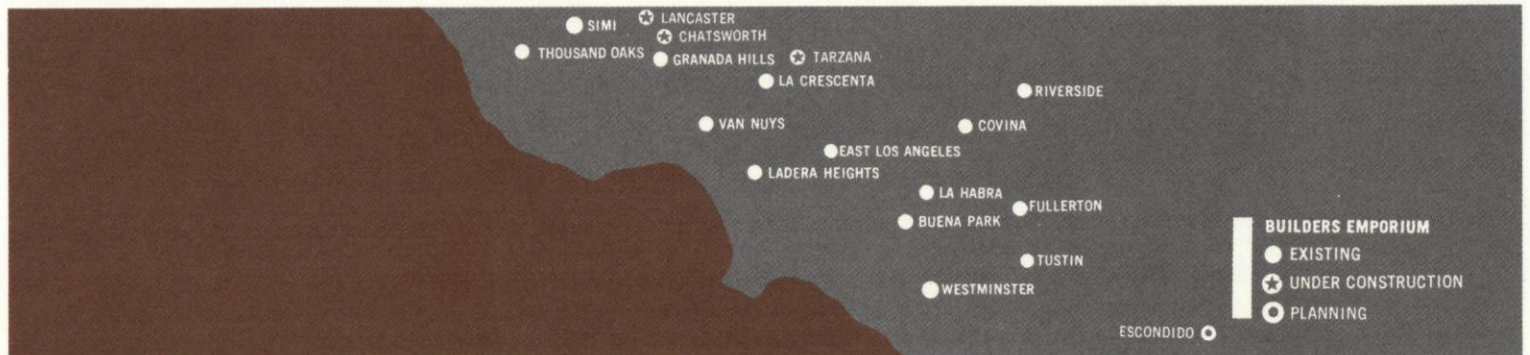 LANCASTER
SIMI
CHATSWORTH
THOUSAND OAKS
GRANADA HILLS
TARZANA
LA CRESCENTA
RIVERSIDE
VAN NUYS
COVINA
EAST LOS ANGELES
LADERA HEIGHTS
LA HABRA
FULLERTON
BUENA PARK
TUSTIN
WESTMINSTER
ESCONDIDO
BUILDERS EMPORIUM
EXISTING
UNDER CONSTRUCTION
PLANNING